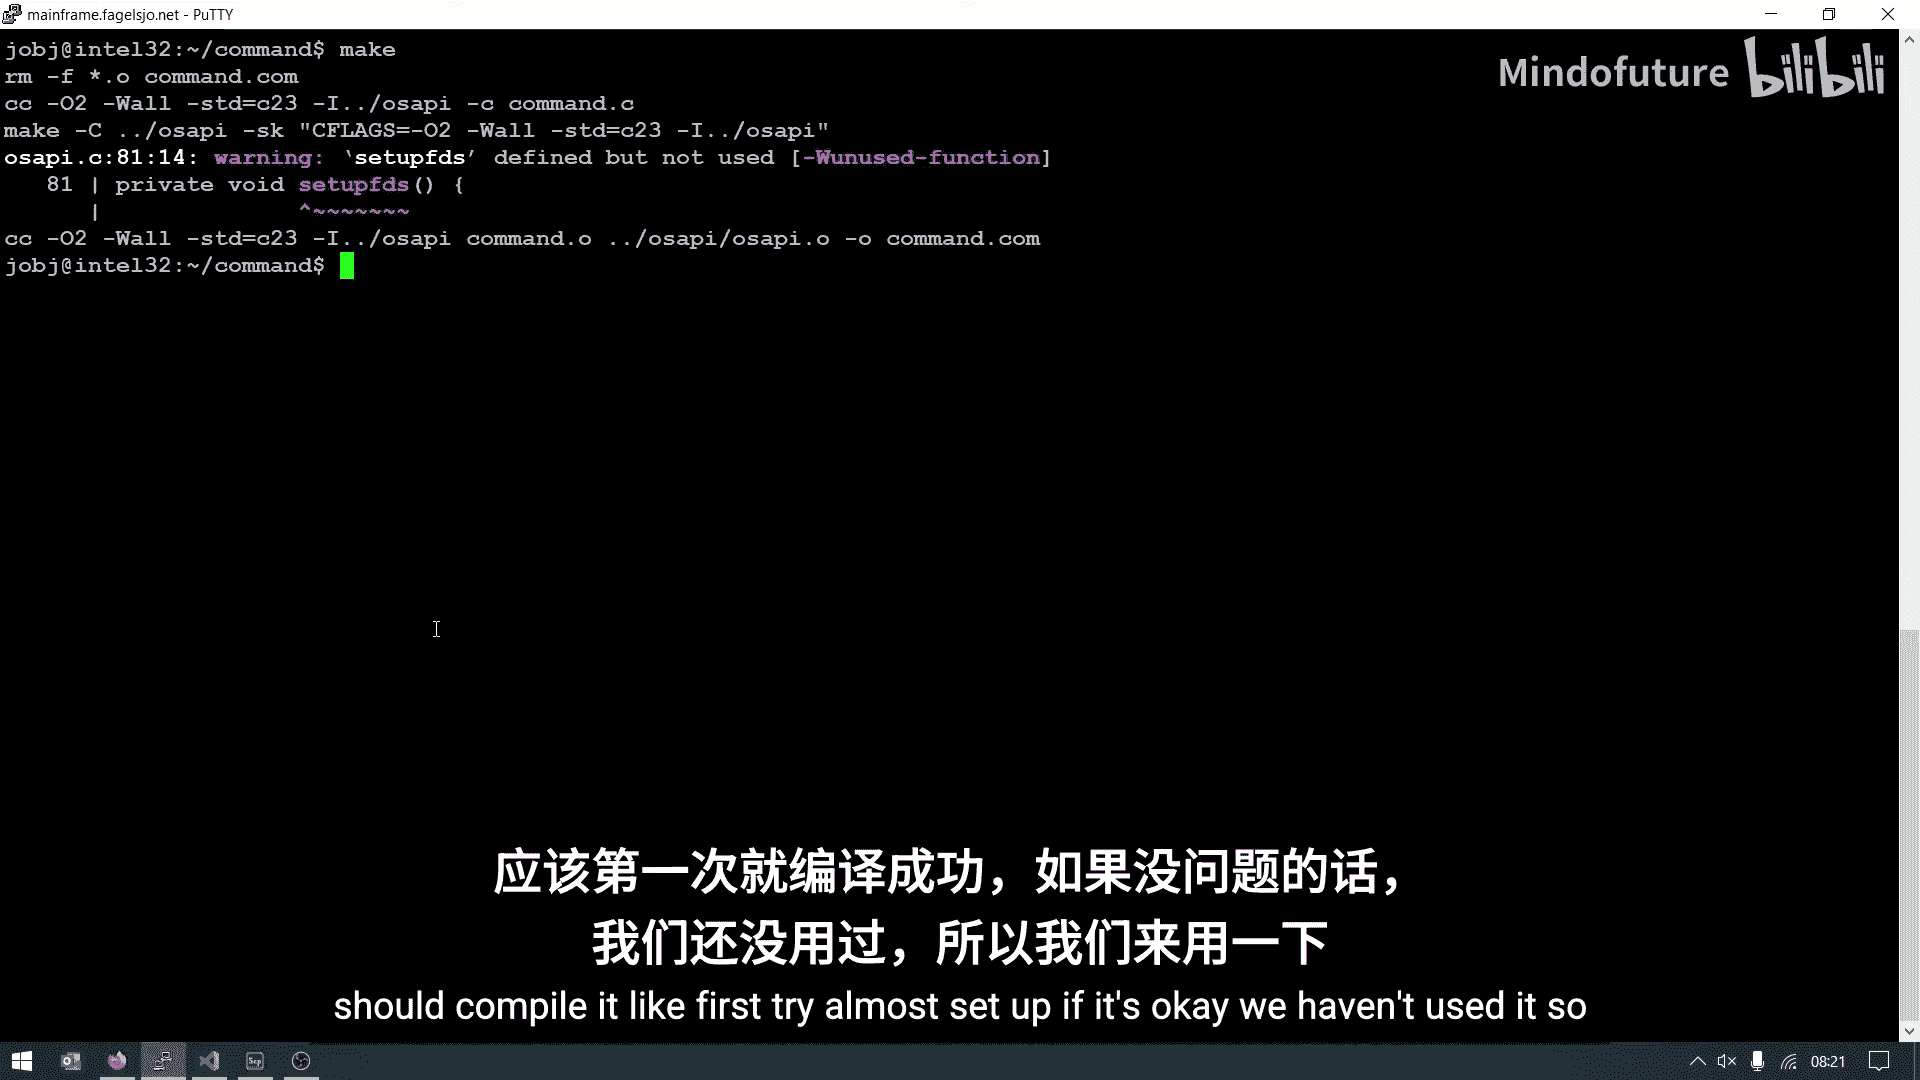 mainframe.fagelsjo.net - PuTTY
jobj@intel32:~/command$ make
rm -f *.o command.com
cc -O2 -Wall -std=c23 -I../osapi -c command.c
make -C ../osapi -sk "CFLAGS=-O2 -Wall -std=c23 -I../osapi"
osapi.c:81:14: warning: ‘setupfds’ defined but not used [-Wunused-function]
81 | private void setupfds() {
| ^~~~~~~~
cc -O2 -Wall -std=c23 -I../osapi command.o ../osapi/osapi.o -o command.com
jobj@intel32:~/command$
Mindofuture bilibili
应该第一次就编译成功，如果没问题的话，
我们还没用过，所以我们来用一下
should compile it like first try almost set up if it's okay we haven't used it so
Scp
08:21